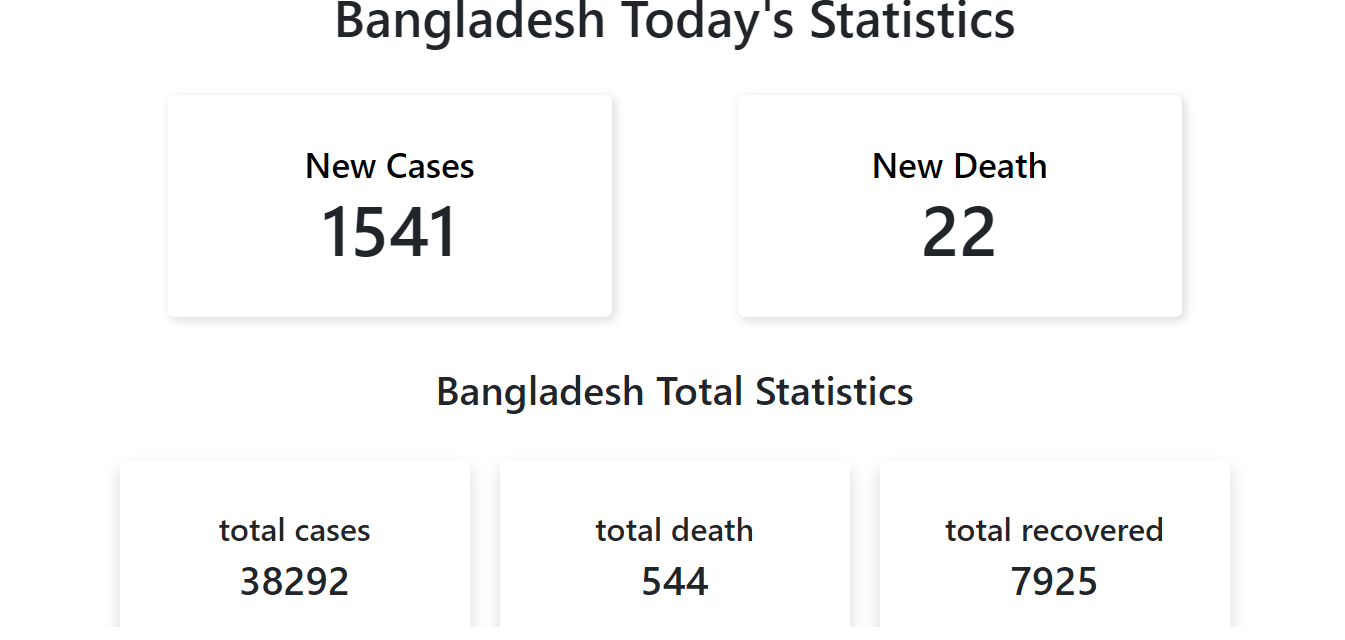 Bangladesh Today's Statistics
New Cases
1541
New Death
22
Bangladesh Total Statistics
total cases
38292
total death
544
total recovered
7925